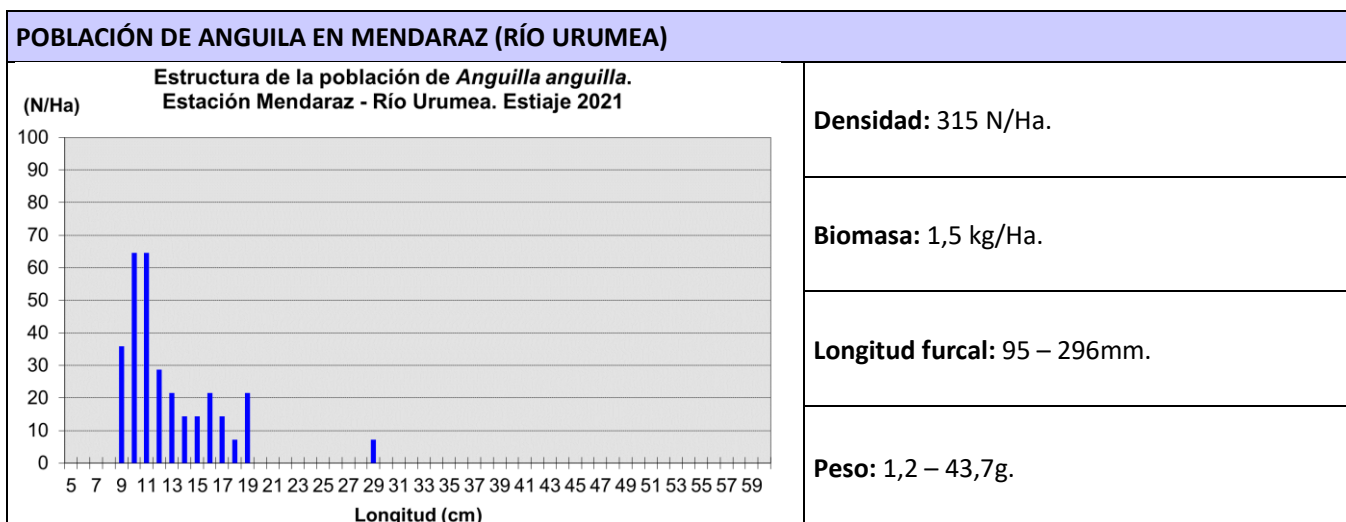 POBLACIÓN DE ANGUILA EN MENDARAZ (RÍO URUMEA)
Estructura de la población de Anguilla anguilla.
Estación Mendaraz - Río Urumea. Estiaje 2021
(N/Ha)
100
90
80
70
60
50
40
30
20
10
0
5 7 9 11 13 15 17 19 21 23 25 27 29 31 33 35 37 39 41 43 45 47 49 51 53 55 57 59
Longitud (cm)
Densidad: 315 N/Ha.
Biomasa: 1,5 kg/Ha.
Longitud furcal: 95 – 296mm.
Peso: 1,2 – 43,7g.